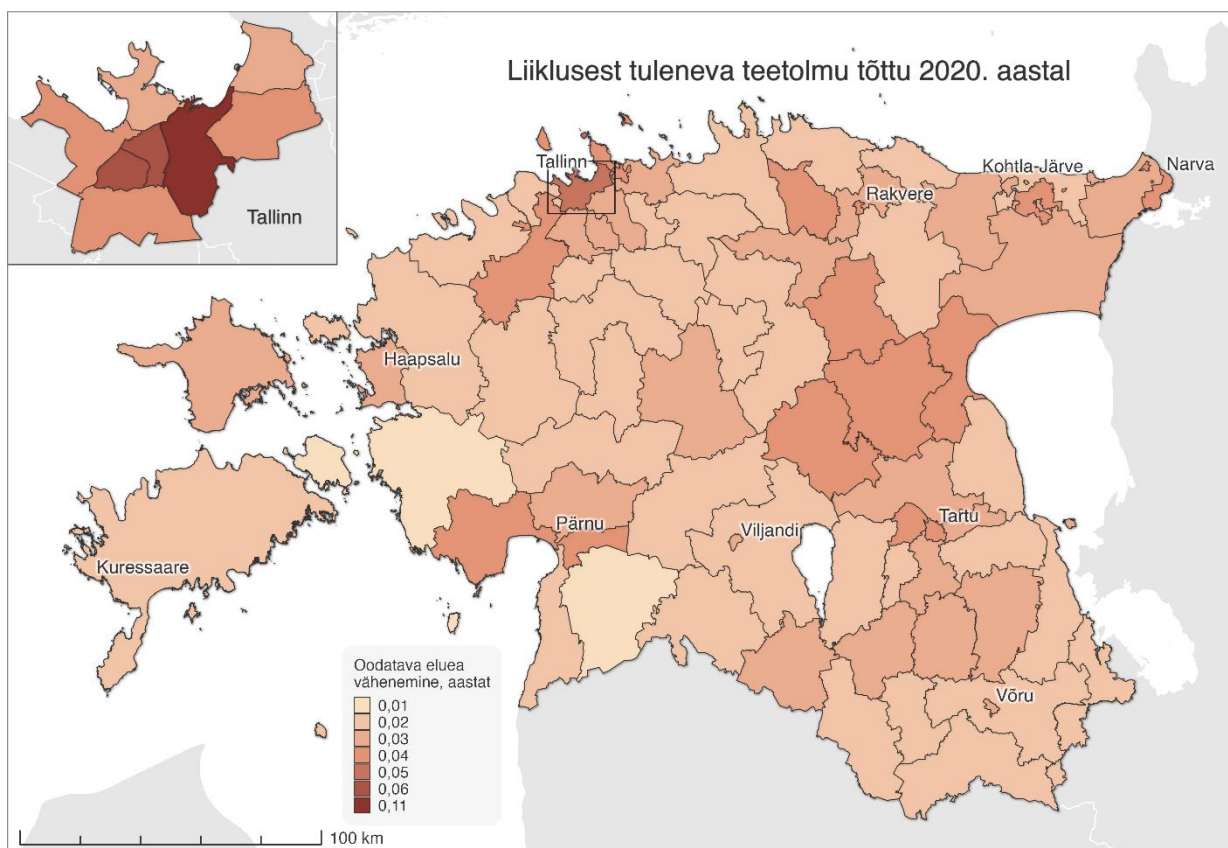 Liiklusest tuleneva teetolmu tõttu 2020. aastal
Tallinn
Tallinn
Kohtla-Järve
Narva
Rakvere
Haapsalu
Pärnu
Viljandi
Tartu
Kuressaare
Võru
Oodatava eluea
vähenemine, aastat
0,01
0,02
0,03
0,04
0,05
0,06
0,11
100 km